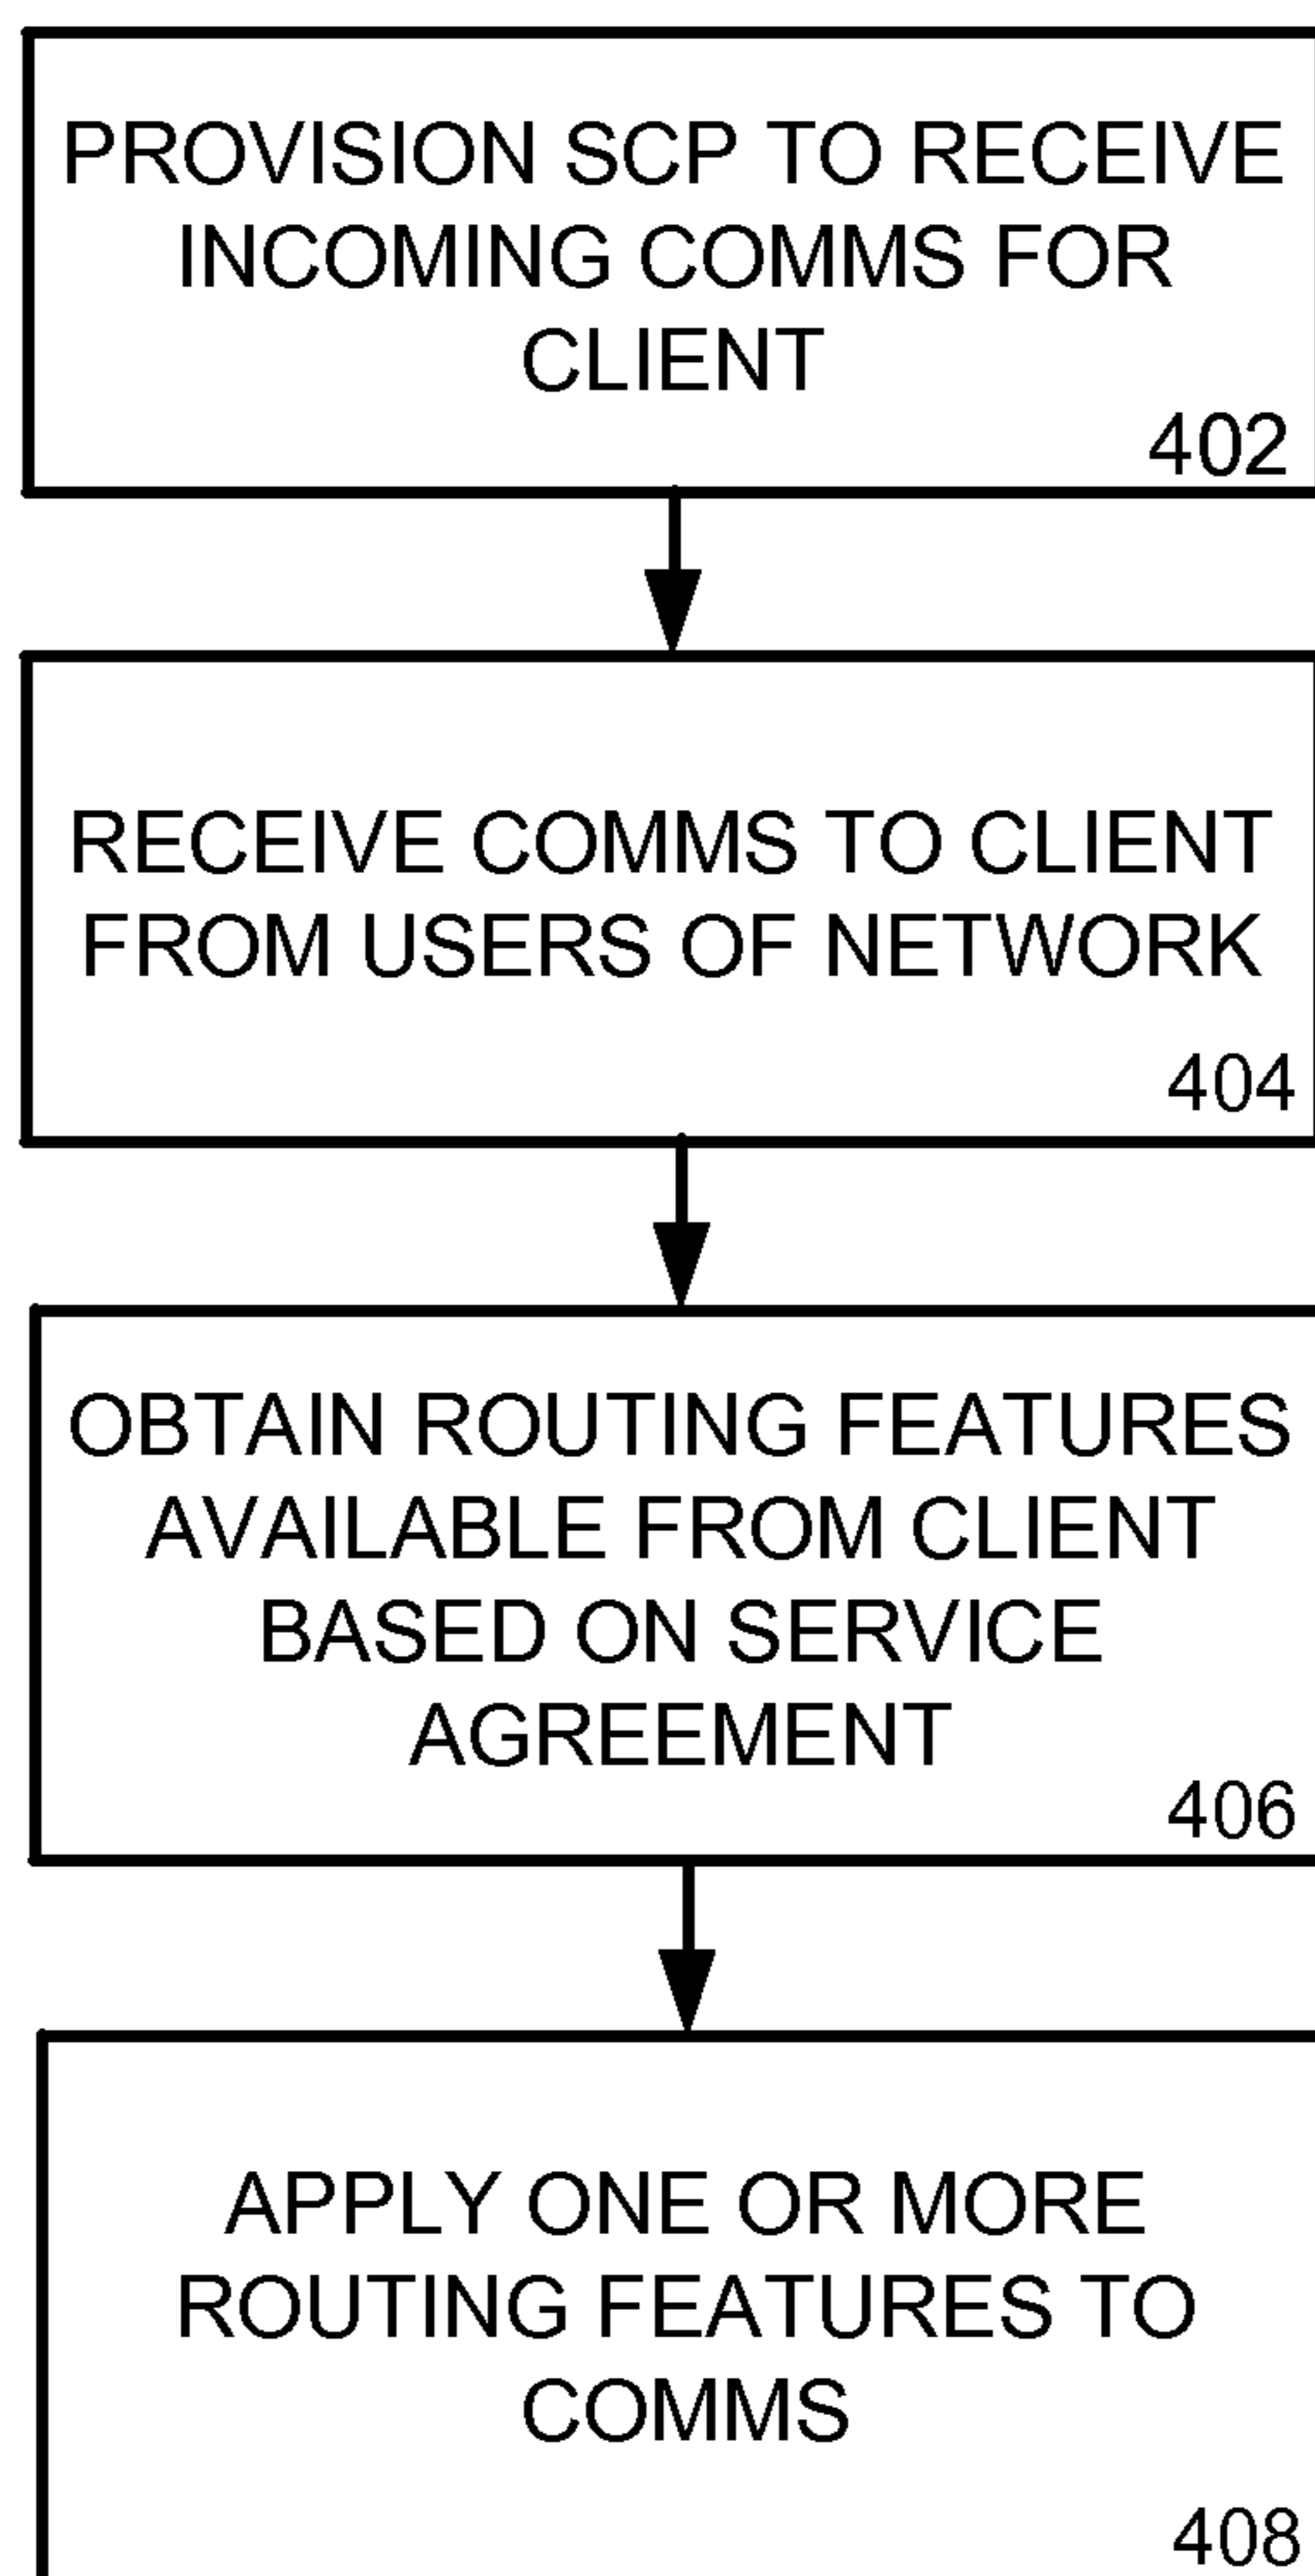 PROVISION SCP TO RECEIVE
INCOMING COMMS FOR
CLIENT
402
RECEIVE COMMS TO CLIENT
FROM USERS OF NETWORK
404
OBTAIN ROUTING FEATURES
AVAILABLE FROM CLIENT
BASED ON SERVICE
AGREEMENT
406
APPLY ONE OR MORE
ROUTING FEATURES TO
COMMS
408